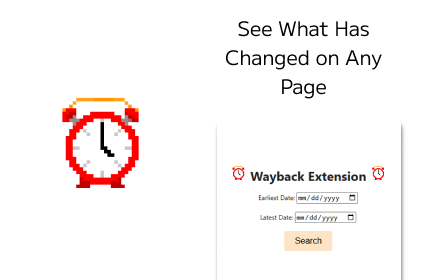 See What Has
Changed on Any
Page
Wayback Extension
Earliest Date: mm/dd/yyyy
Latest Date: mm/dd/yyyy
Search